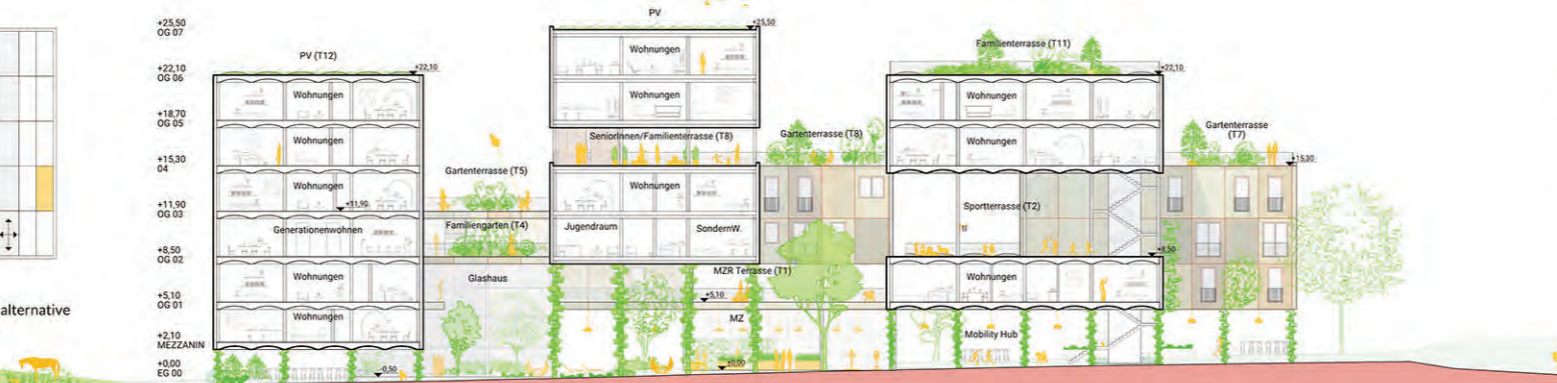 +25,50
OG 07
+22,10
OG 06
+18,70
OG 05
+15,30
04
+11,90
OG 03
+8,50
OG 02
+5,10
OG 01
+2,10
MEZZANIN
+0,00
EG 00
alternative
PV (T12)
+22,10
Wohnungen
Wohnungen
Wohnungen
+11,90
Generationenwohnen
Wohnungen
Wohnungen
-0,50
Gartenterrasse (T5)
Familiengarten (T4)
Glashaus
PV
+25,50
Wohnungen
Wohnungen
SeniorInnen/Familienterrasse (T8)
Wohnungen
Jugendraum
SondernW.
MZR Terrasse (T1)
+5,10
MZ
+0,00
Gartenterrasse (T8)
Familienterrasse (T11)
+22,10
Wohnungen
Wohnungen
Sportterrasse (T2)
+8,50
Wohnungen
Mobility Hub
Gartenterrasse
(T7)
+15,30